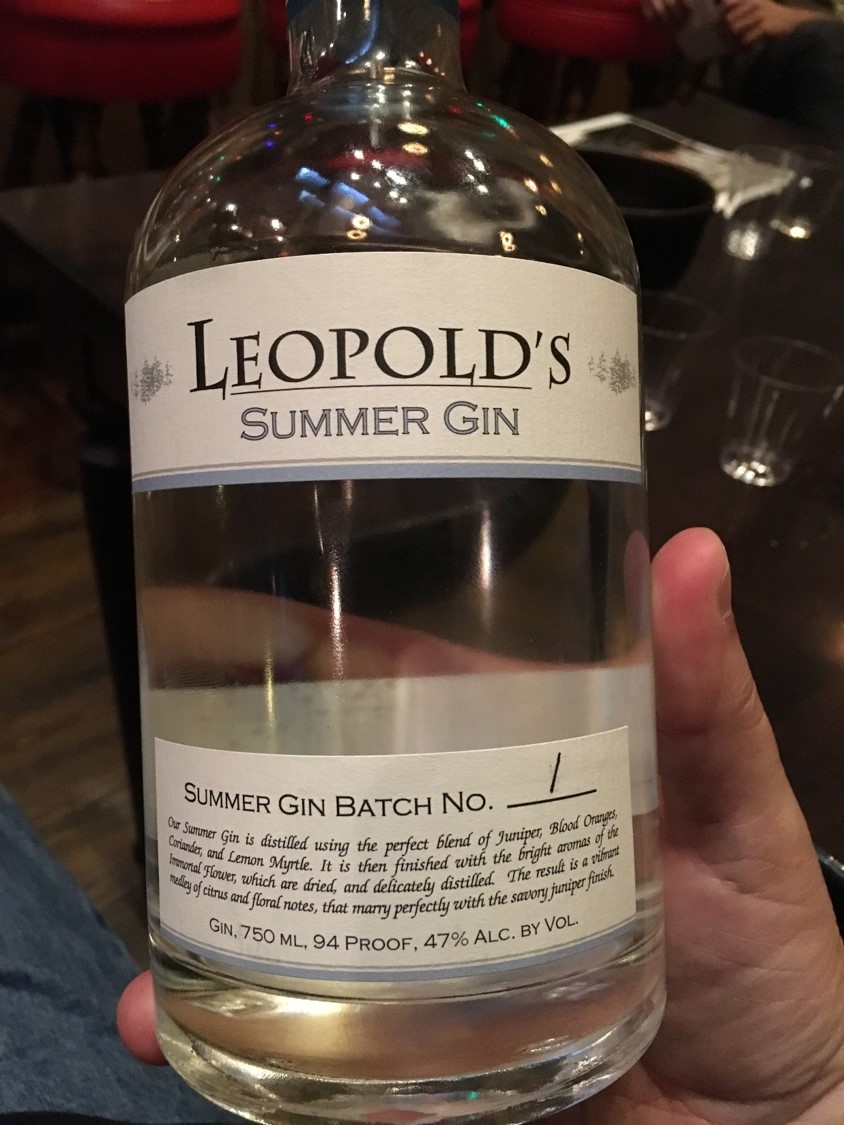 LEOPOLD'S
SUMMER GIN
SUMMER GIN BATCH NO. 1
Our Summer Gin is distilled using the perfect blend of Juniper, Blood Oranges,
Coriander, and Lemon Myrtle. It is then finished with the bright aromas of the
Immortal Flower, which are dried, and delicately distilled. The result is a vibrant
medley of citrus and floral notes, that marry perfectly with the savory juniper finish.
GIN, 750 ML, 94 PROOF, 47% ALC. BY VOL.